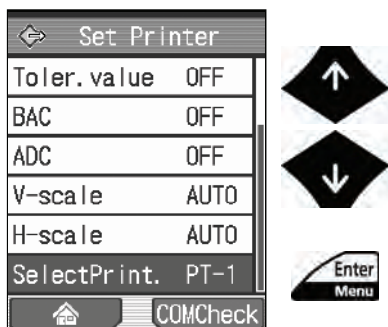 Set Printer
Toler.value OFF
BAC OFF
ADC OFF
V-scale AUTO
H-scale AUTO
SelectPrint. PT-1
COMCheck
Enter
Menu